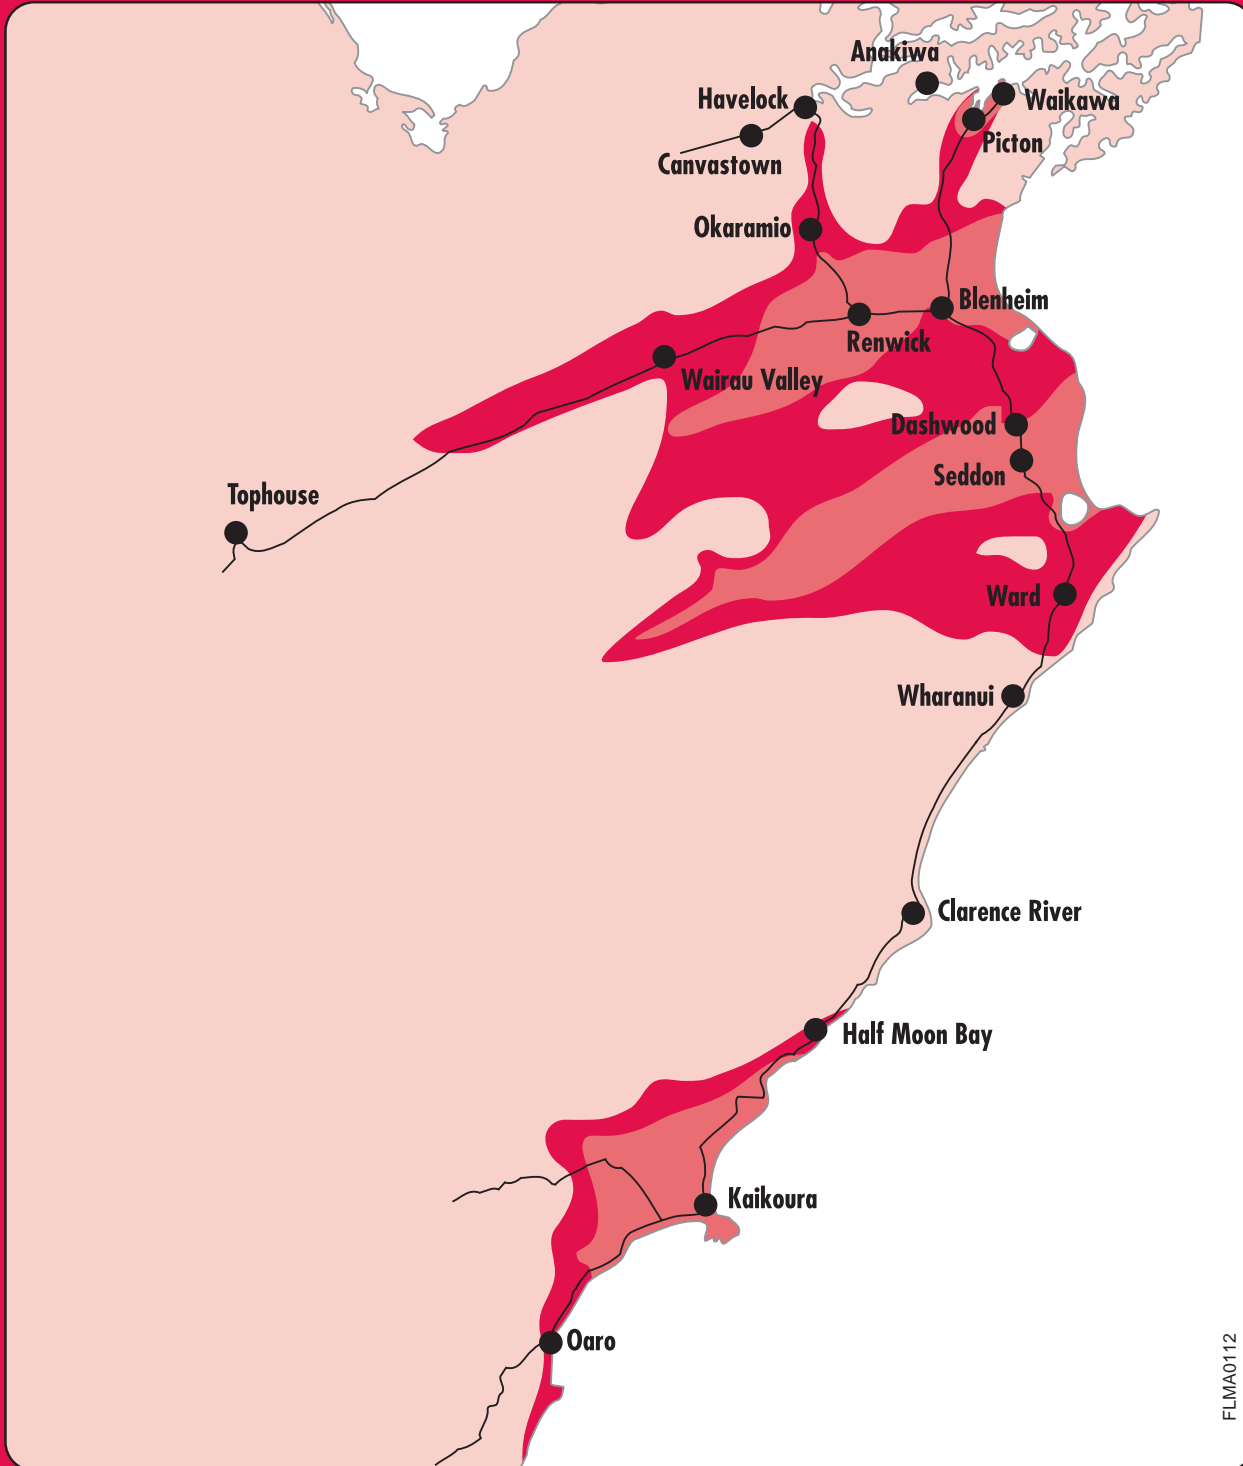 Anakiwa
Havelock
Waikawa
Picton
Canvastown
Okaramio
Blenheim
Renwick
Wairau Valley
Dashwood
Seddon
Tophouse
Ward
Wharanui
Clarence River
Half Moon Bay
Kaikoura
Oaro
FLMA0112